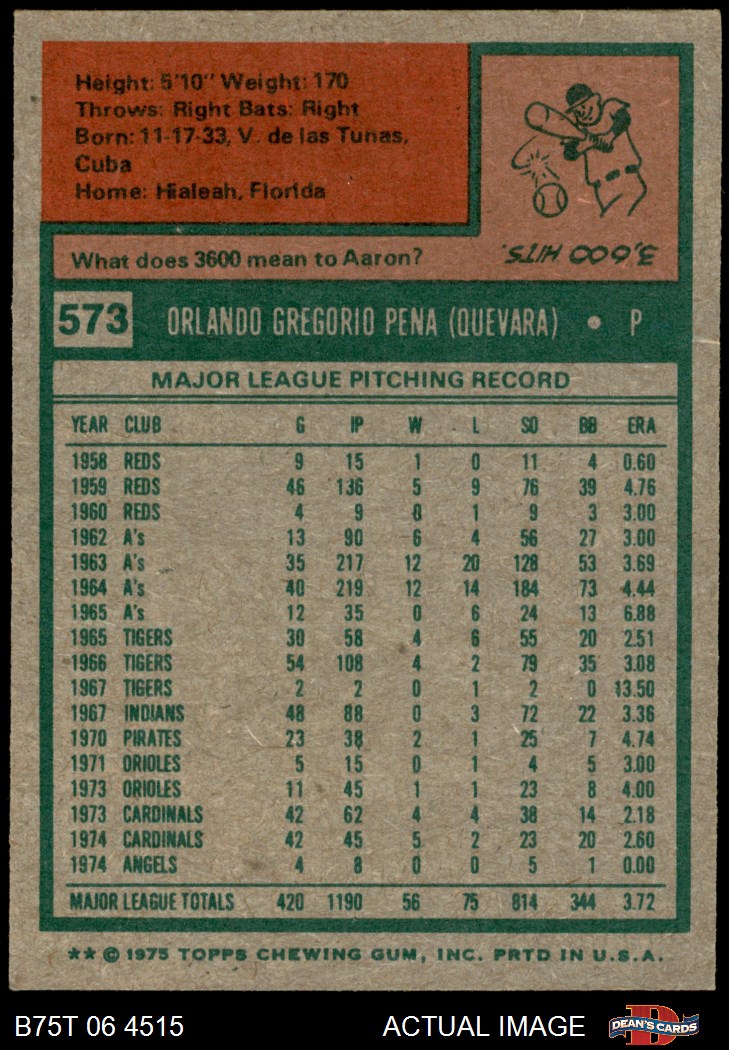 Height: 5'10" Weight: 170
Throws: Right Bats: Right
Born: 11-17-33, V. de las Tunas,
Cuba
Home: Hialeah, Florida
What does 3600 mean to Aaron?
3,600 HITS.
573 ORLANDO GREGORIO PENA (QUEVARA) • P
MAJOR LEAGUE PITCHING RECORD
YEAR CLUB G IP W L SO BB ERA
1958 REDS 9 15 1 0 11 4 0.60
1959 REDS 46 136 5 9 76 39 4.76
1960 REDS 4 9 0 1 9 3 3.00
1962 A's 13 90 6 4 56 27 3.00
1963 A's 35 217 12 20 128 53 3.69
1964 A's 40 219 12 14 184 73 4.44
1965 A's 12 35 0 6 24 13 6.88
1965 TIGERS 30 58 4 6 55 20 2.51
1966 TIGERS 54 108 4 2 79 35 3.08
1967 TIGERS 2 2 0 1 2 0 13.50
1967 INDIANS 48 88 0 3 72 22 3.36
1970 PIRATES 23 38 2 1 25 7 4.74
1971 ORIOLES 5 15 0 1 4 5 3.00
1973 ORIOLES 11 45 1 1 23 8 4.00
1973 CARDINALS 42 62 4 4 38 14 2.18
1974 CARDINALS 42 45 5 2 23 20 2.60
1974 ANGELS 4 8 0 0 5 1 0.00
MAJOR LEAGUE TOTALS 420 1190 56 75 814 344 3.72
** © 1975 TOPPS CHEWING GUM, INC. PRTD IN U.S.A.
B75T 06 4515 ACTUAL IMAGE D DEAN'S CARDS